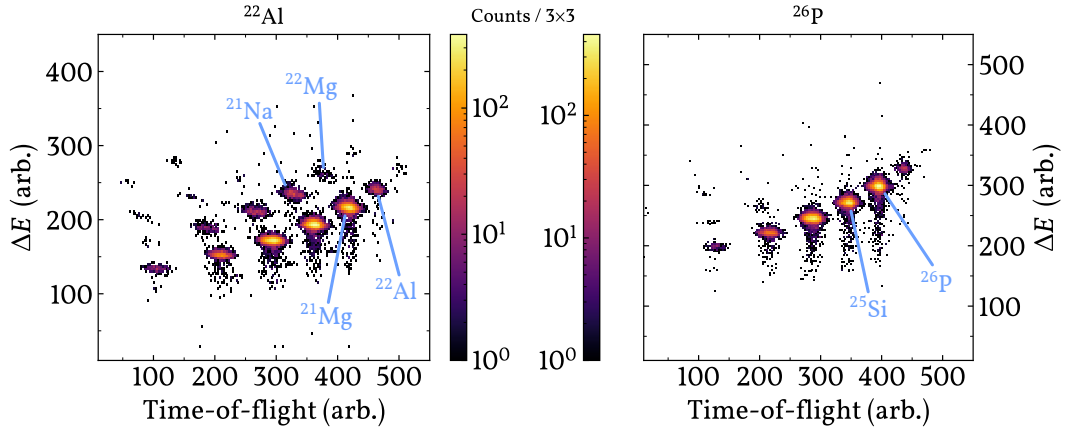 ²²Al
Counts / 3×3
²⁶P
400
300
200
100
ΔE (arb.)
²²Mg
²¹Na
²¹Mg
²²Al
100 200 300 400 500
Time-of-flight (arb.)
10²
10¹
10⁰
10²
10¹
10⁰
²⁵Si
²⁶P
500
400
300
200
100
ΔE (arb.)
100 200 300 400 500
Time-of-flight (arb.)